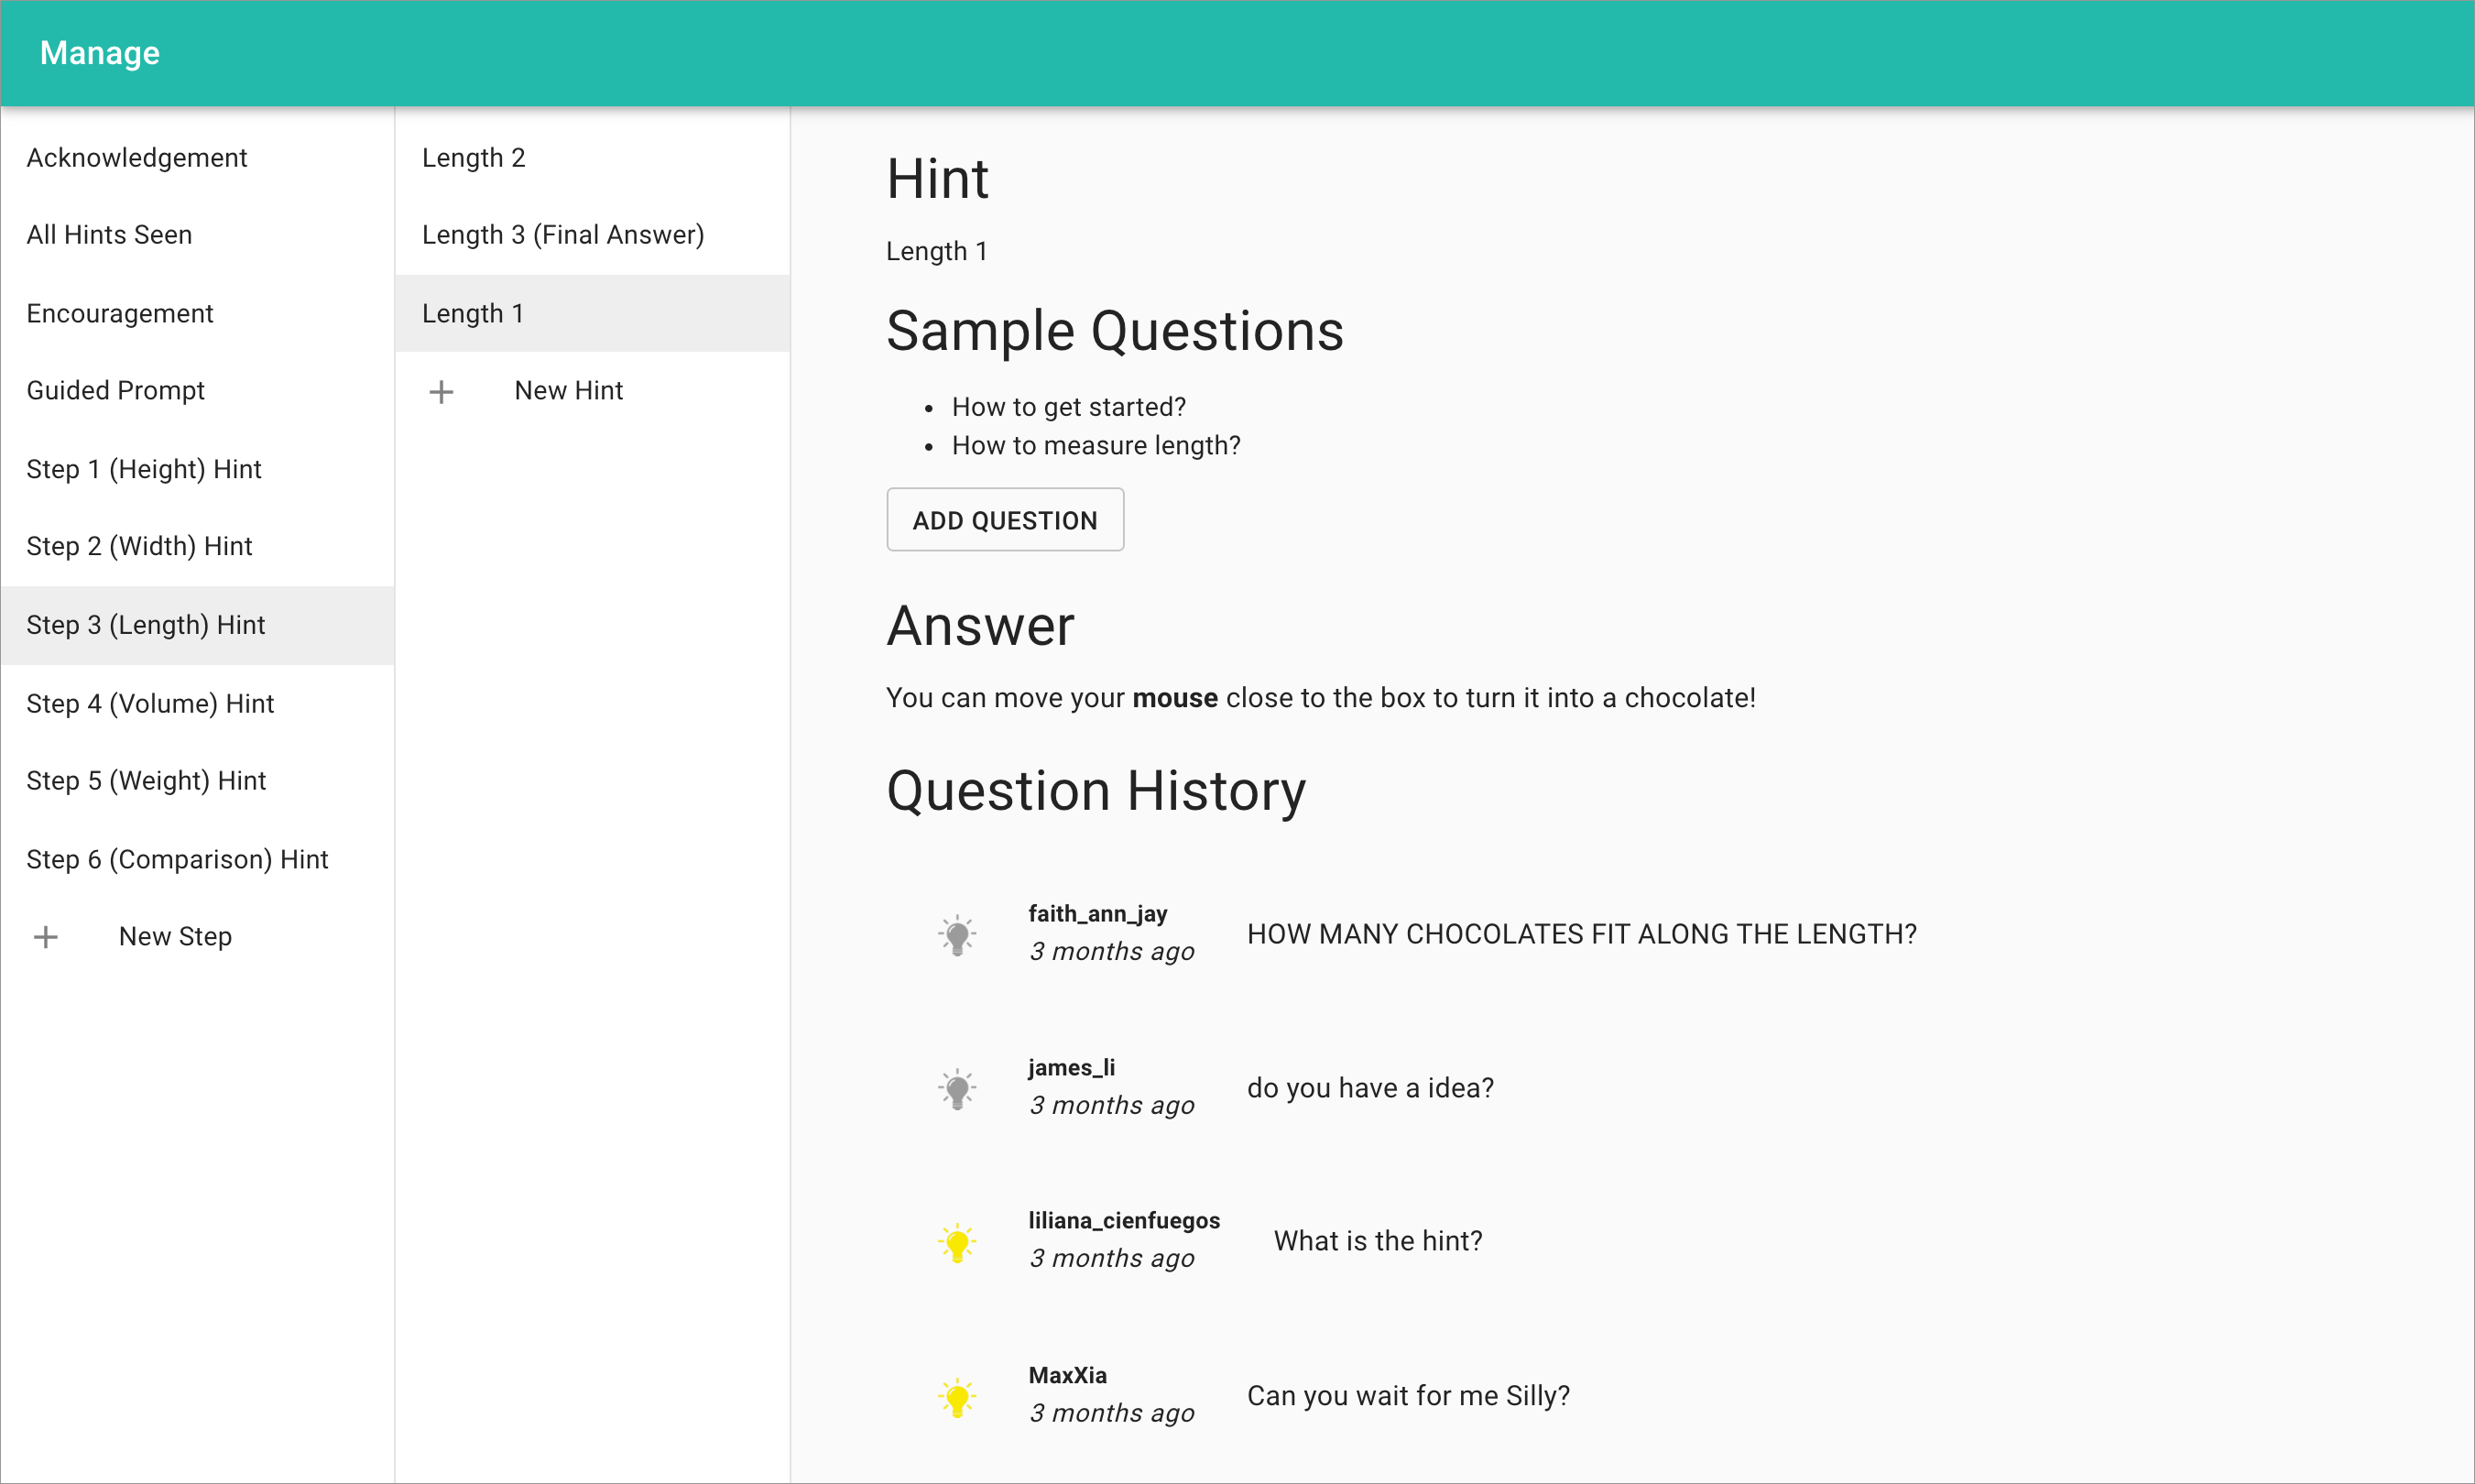 Manage
Acknowledgement
All Hints Seen
Encouragement
Guided Prompt
Step 1 (Height) Hint
Step 2 (Width) Hint
Step 3 (Length) Hint
Step 4 (Volume) Hint
Step 5 (Weight) Hint
Step 6 (Comparison) Hint
+ New Step
Length 2
Length 3 (Final Answer)
Length 1
+ New Hint
Hint
Length 1
Sample Questions
• How to get started?
• How to measure length?
ADD QUESTION
Answer
You can move your mouse close to the box to turn it into a chocolate!
Question History
faith_ann_jay
3 months ago
HOW MANY CHOCOLATES FIT ALONG THE LENGTH?
james_li
3 months ago
do you have a idea?
liliana_cienfuegos
3 months ago
What is the hint?
MaxXia
3 months ago
Can you wait for me Silly?